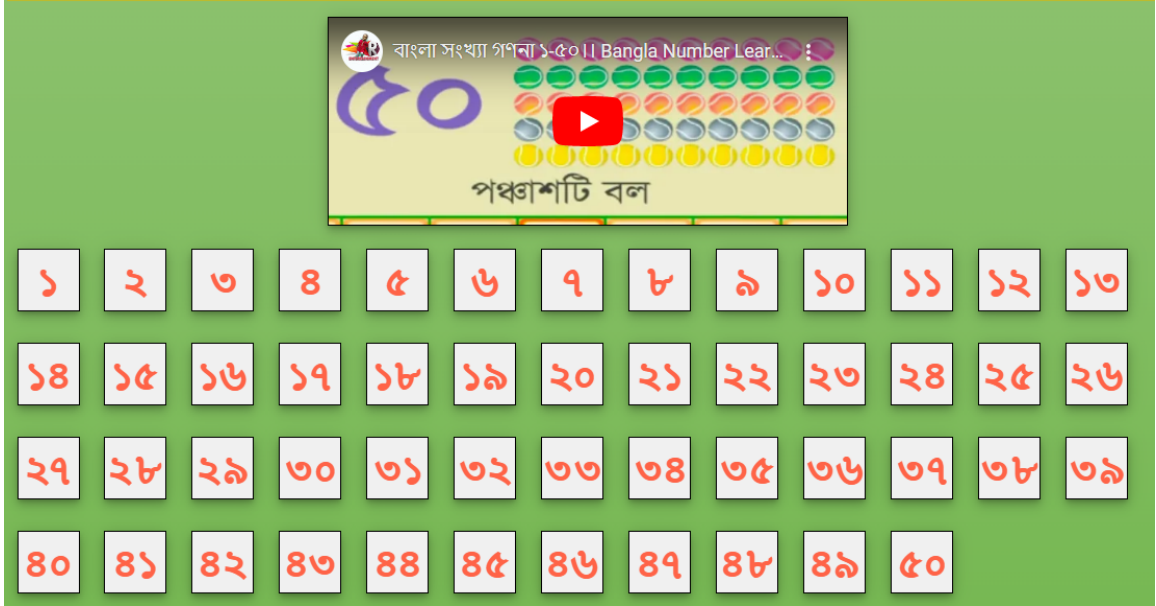 বাংলা সংখ্যা গণনা ১-৫০।। Bangla Number Lear...
৫০
পঞ্চাশটি বল
১ ২ ৩ ৪ ৫ ৬ ৭ ৮ ৯ ১০ ১১ ১২ ১৩
১৪ ১৫ ১৬ ১৭ ১৮ ১৯ ২০ ২১ ২২ ২৩ ২৪ ২৫ ২৬
২৭ ২৮ ২৯ ৩০ ৩১ ৩২ ৩৩ ৩৪ ৩৫ ৩৬ ৩৭ ৩৮ ৩৯
৪০ ৪১ ৪২ ৪৩ ৪৪ ৪৫ ৪৬ ৪৭ ৪৮ ৪৯ ৫০